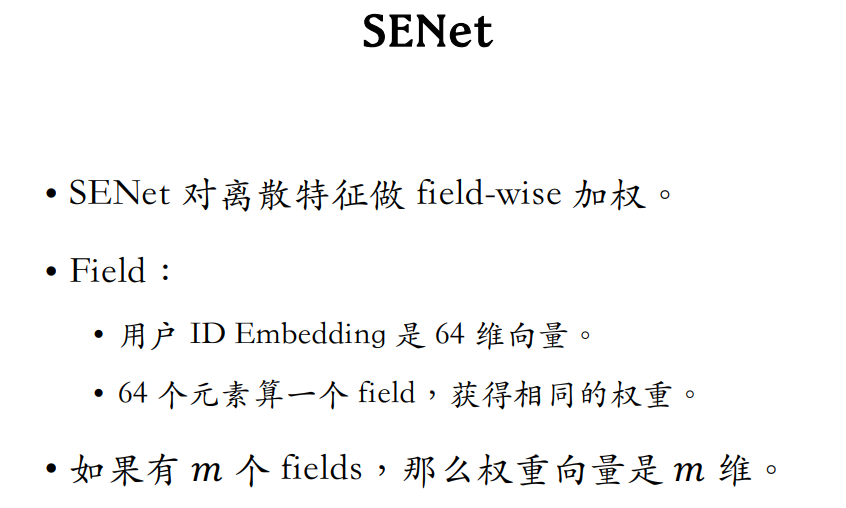 SENet
• SENet 对离散特征做 field-wise 加权。
• Field：
• 用户 ID Embedding 是 64 维向量。
• 64 个元素算一个 field，获得相同的权重。
• 如果有 m 个 fields，那么权重向量是 m 维。